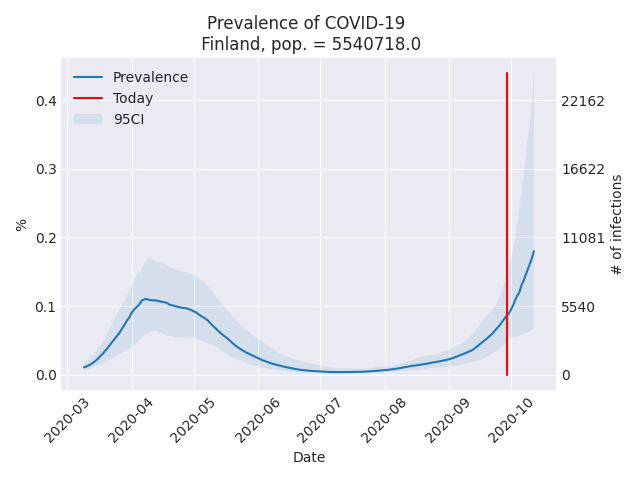 Prevalence of COVID-19
Finland, pop. = 5540718.0
Prevalence
Today
95CI
0.4
0.3
0.2
0.1
0.0
%
22162
16622
11081
5540
0
# of infections
2020-03
2020-04
2020-05
2020-06
2020-07
2020-08
2020-09
2020-10
Date